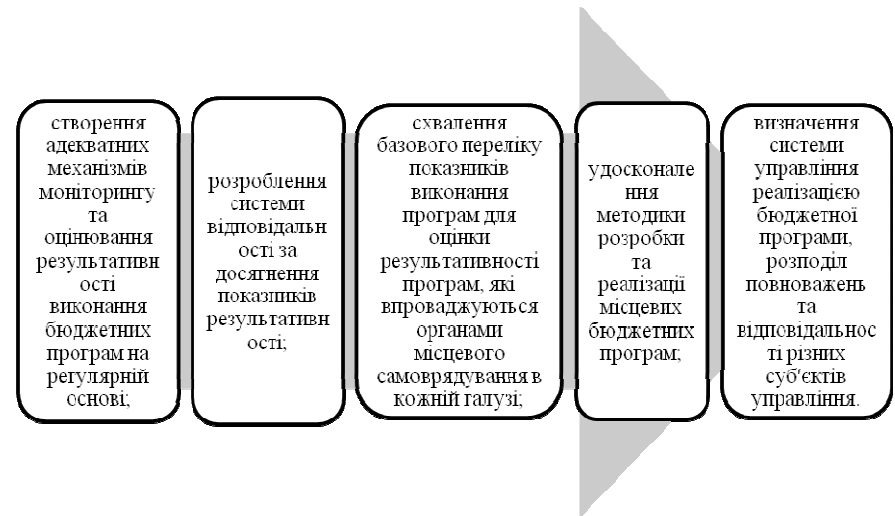 створення
адекватних
механізмів
моніторингу
та
оцінювання
результативн
ості
виконання
бюджетних
програм на
регулярній
основі;
розроблення
системи
відповідальн
ості за
досягнення
показників
результативн
ості;
схвалення
базового переліку
показників
виконання
програм для
оцінки
результативності
програм, які
впроваджуються
органами
місцевого
самоврядування в
кожній галузі;
удосконале
ння
методики
розробки
та
реалізації
місцевих
бюджетних
програм;
визначення
системи
управління
реалізацією
бюджетної
програми,
розподіл
повноважень
та
відповідальнос
ті різних
суб'єктів
управління.